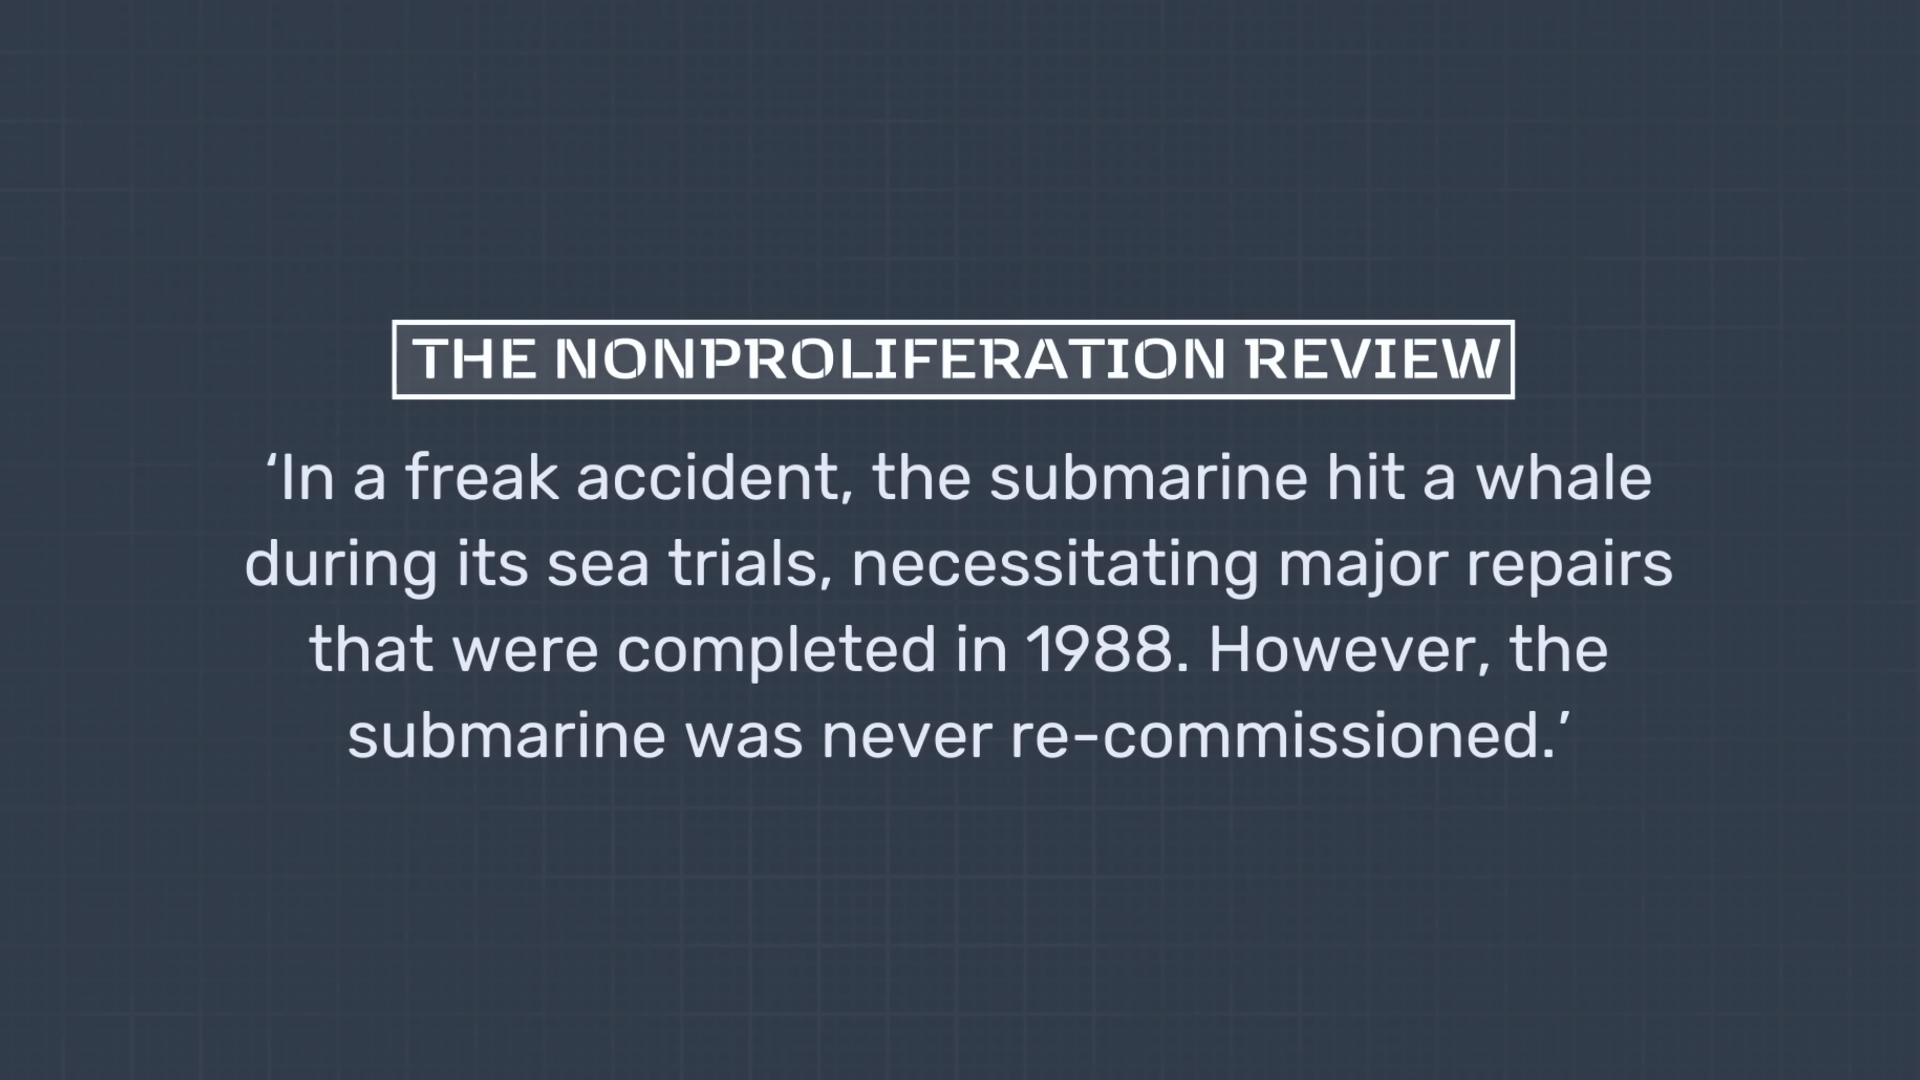 THE NONPROLIFERATION REVIEW
‘In a freak accident, the submarine hit a whale
during its sea trials, necessitating major repairs
that were completed in 1988. However, the
submarine was never re-commissioned.’